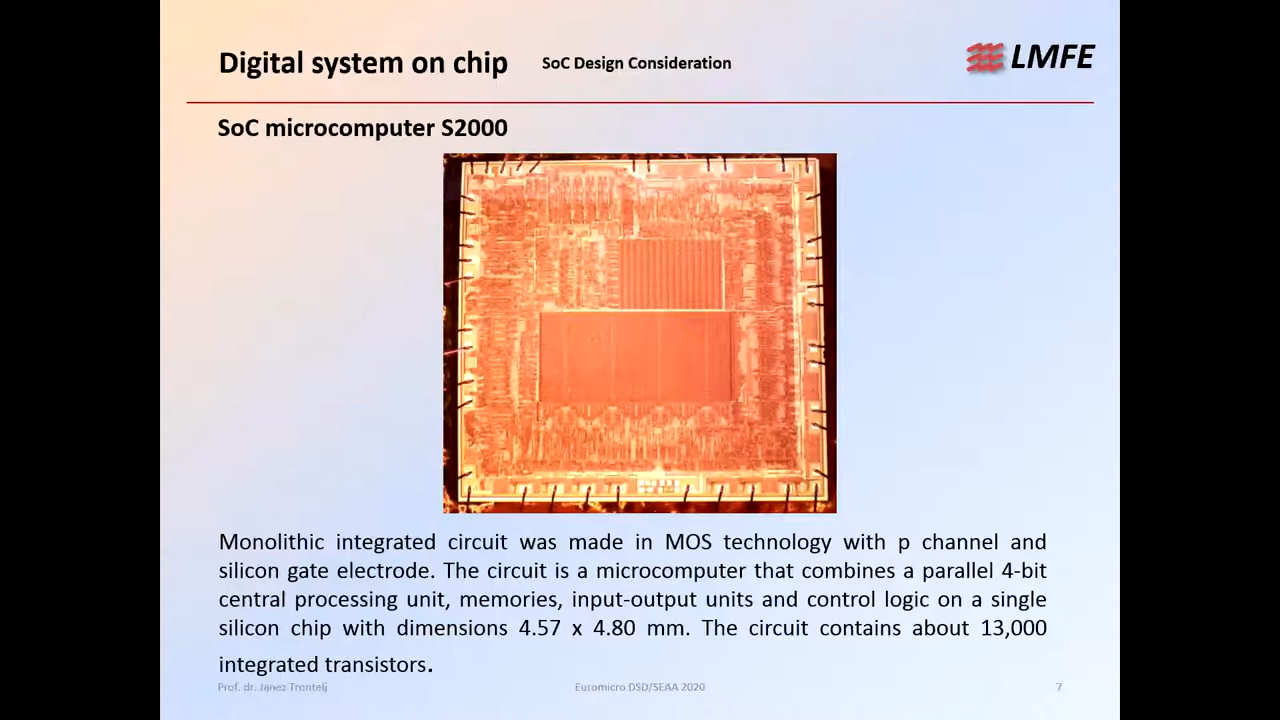 Digital system on chip SoC Design Consideration
LMFE
SoC microcomputer S2000
Monolithic integrated circuit was made in MOS technology with p channel and
silicon gate electrode. The circuit is a microcomputer that combines a parallel 4-bit
central processing unit, memories, input-output units and control logic on a single
silicon chip with dimensions 4.57 x 4.80 mm. The circuit contains about 13,000
integrated transistors.
Prof. dr. Janez Trontelj Euromicro DSD/SEAA 2020 7